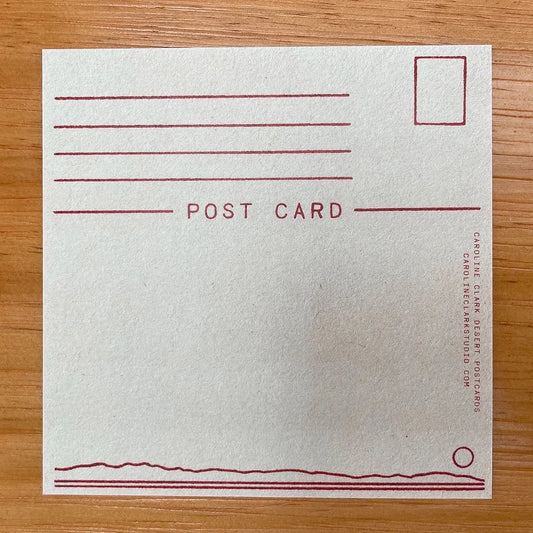 POST CARD
CAROLINE CLARK DESERT POSTCARDS
CAROLINECLARKSTUDIO.COM